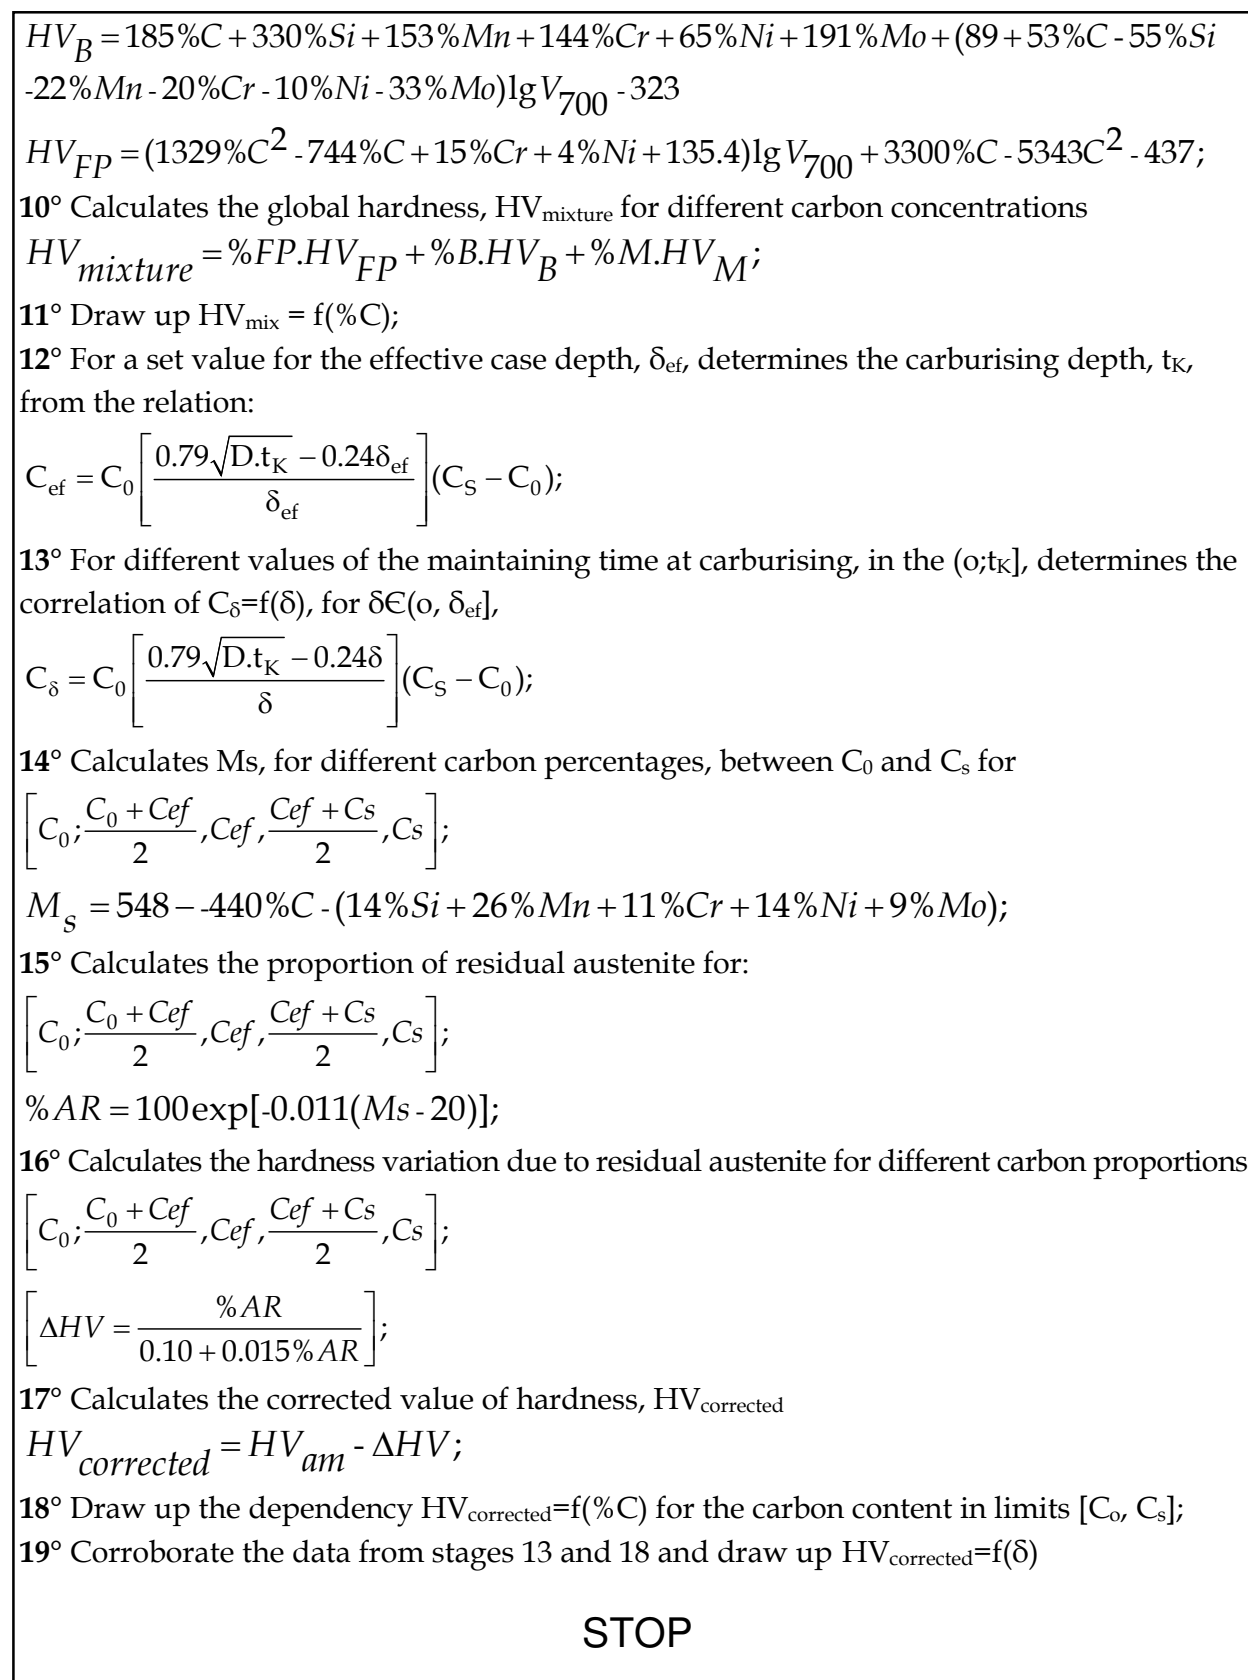 HV_B = 185%C + 330%Si + 153%Mn + 144%Cr + 65%Ni + 191%Mo + (89 + 53%C - 55%Si
-22%Mn - 20%Cr - 10%Ni - 33%Mo)lg V_700 - 323
HV_FP = (1329%C² - 744%C + 15%Cr + 4%Ni + 135.4)lg V_700 + 3300%C - 5343C² - 437;
10° Calculates the global hardness, HV_mixture for different carbon concentrations
HV_mixture = %FP.HV_FP + %B.HV_B + %M.HV_M;
11° Draw up HV_mix = f(%C);
12° For a set value for the effective case depth, δ_ef, determines the carburising depth, t_K,
from the relation:
C_ef = C_0[(0.79√(D.t_K) − 0.24δ_ef)/δ_ef](C_S − C_0);
13° For different values of the maintaining time at carburising, in the (o;t_K], determines the
correlation of C_δ=f(δ), for δЄ(o, δ_ef],
C_δ = C_0[(0.79√(D.t_K) − 0.24δ)/δ](C_S − C_0);
14° Calculates Ms, for different carbon percentages, between C_0 and C_s for
[C_0; (C_0 + Cef)/2, Cef, (Cef + Cs)/2, Cs];
M_s = 548 − -440%C - (14%Si + 26%Mn + 11%Cr + 14%Ni + 9%Mo);
15° Calculates the proportion of residual austenite for:
[C_0; (C_0 + Cef)/2, Cef, (Cef + Cs)/2, Cs];
%AR = 100exp[-0.011(Ms - 20)];
16° Calculates the hardness variation due to residual austenite for different carbon proportions
[C_0; (C_0 + Cef)/2, Cef, (Cef + Cs)/2, Cs];
[ΔHV = %AR/(0.10 + 0.015%AR)];
17° Calculates the corrected value of hardness, HV_corrected
HV_corrected = HV_am - ΔHV;
18° Draw up the dependency HV_corrected=f(%C) for the carbon content in limits [C_o, C_s];
19° Corroborate the data from stages 13 and 18 and draw up HV_corrected=f(δ)
STOP